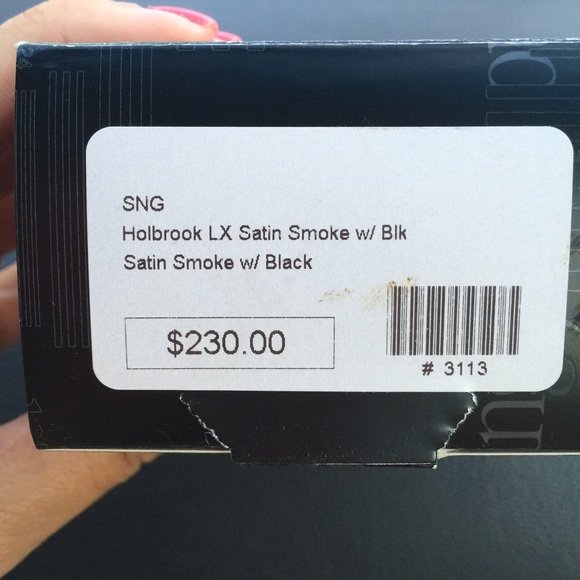 SNG
Holbrook LX Satin Smoke w/ Blk
Satin Smoke w/ Black
$230.00
# 3113